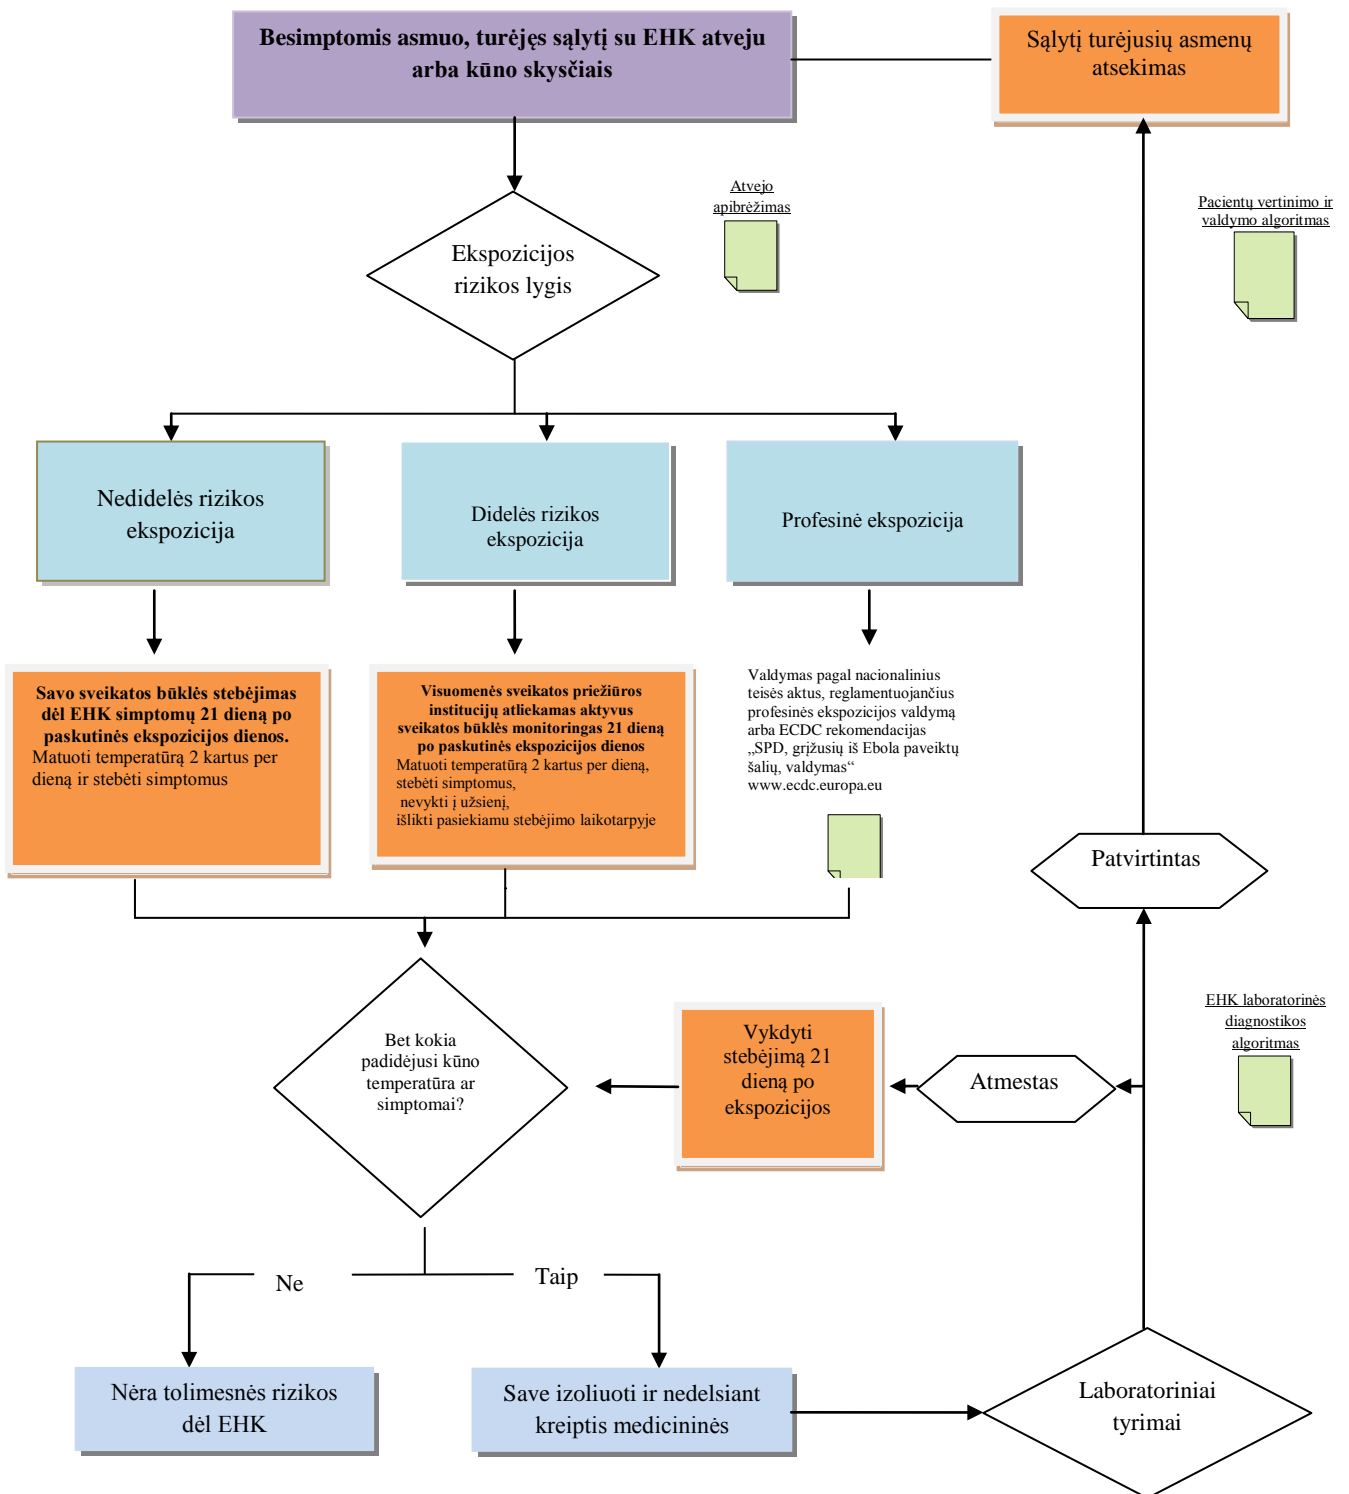 Besimptomis asmuo, turėjęs sąlytį su EHK atveju
arba kūno skysčiais
Sąlytį turėjusių asmenų
atsekimas
Atvejo
apibrėžimas
Pacientų vertinimo ir
valdymo algoritmas
Ekspozicijos
rizikos lygis
Nedidelės rizikos
ekspozicija
Didelės rizikos
ekspozicija
Profesinė ekspozicija
Savo sveikatos būklės stebėjimas
dėl EHK simptomų 21 dieną po
paskutinės ekspozicijos dienos.
Matuoti temperatūrą 2 kartus per
dieną ir stebėti simptomus
Visuomenės sveikatos priežiūros
institucijų atliekamas aktyvus
sveikatos būklės monitoringas 21 dieną
po paskutinės ekspozicijos dienos
Matuoti temperatūrą 2 kartus per dieną,
stebėti simptomus,
nevykti į užsienį,
išlikti pasiekiamu stebėjimo laikotarpyje
Valdymas pagal nacionalinius
teisės aktus, reglamentuojančius
profesinės ekspozicijos valdymą
arba ECDC rekomendacijas
„SPD, grįžusių iš Ebola paveiktų
šalių, valdymas“
www.ecdc.europa.eu
Patvirtintas
Bet kokia
padidėjusi kūno
temperatūra ar
simptomai?
Vykdyti
stebėjimą 21
dieną po
ekspozicijos
Atmestas
EHK laboratorinės
diagnostikos
algoritmas
Ne
Taip
Nėra tolimesnės rizikos
dėl EHK
Save izoliuoti ir nedelsiant
kreiptis medicininės
Laboratoriniai
tyrimai